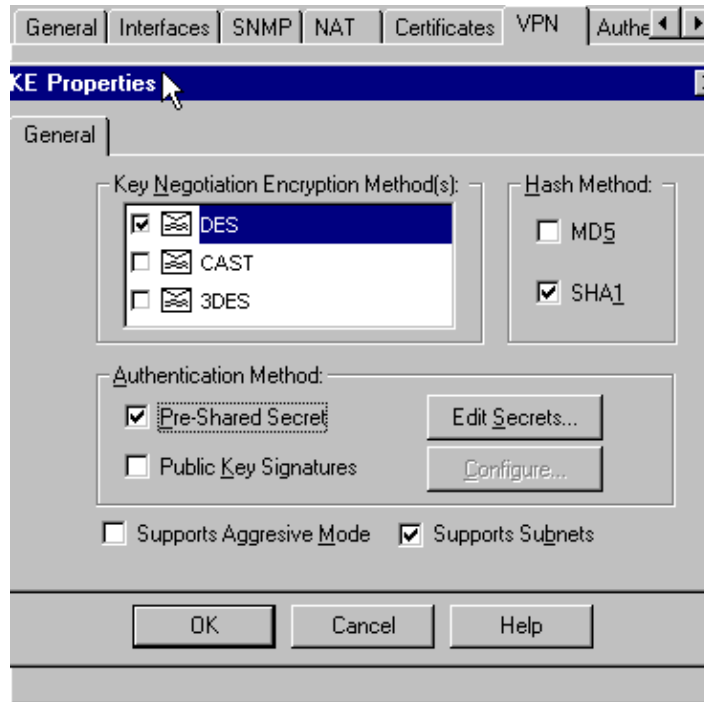 General Interfaces SNMP NAT Certificates VPN Authe
KE Properties
General
Key Negotiation Encryption Method(s):
Hash Method:
DES
CAST
3DES
MD5
SHA1
Authentication Method:
Pre-Shared Secret
Edit Secrets...
Public Key Signatures
Configure...
Supports Aggresive Mode
Supports Subnets
OK Cancel Help